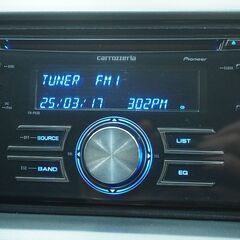 carrozzeria
Pioneer
TUNER FM1
25/03/17 302PM
SOURCE
LIST
BAND
EQ